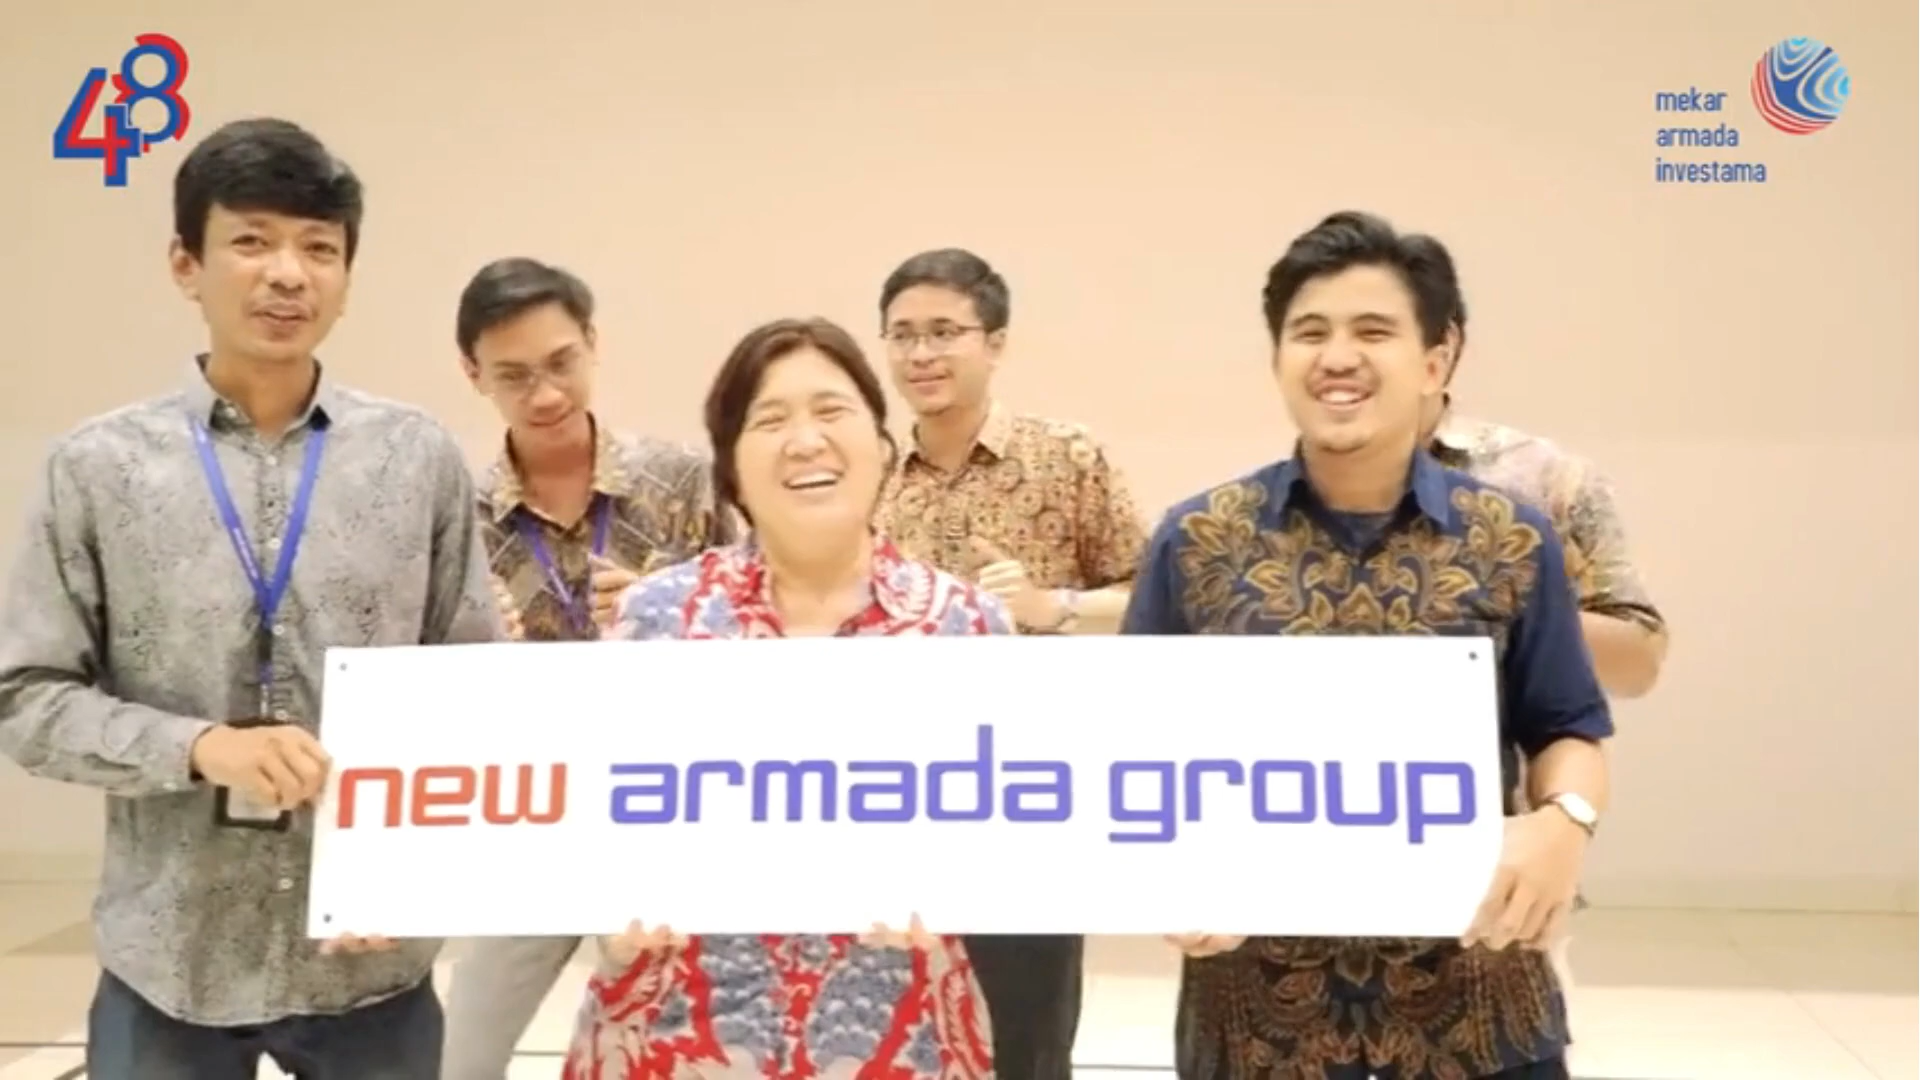 48
mekar
armada
investama
new armada group